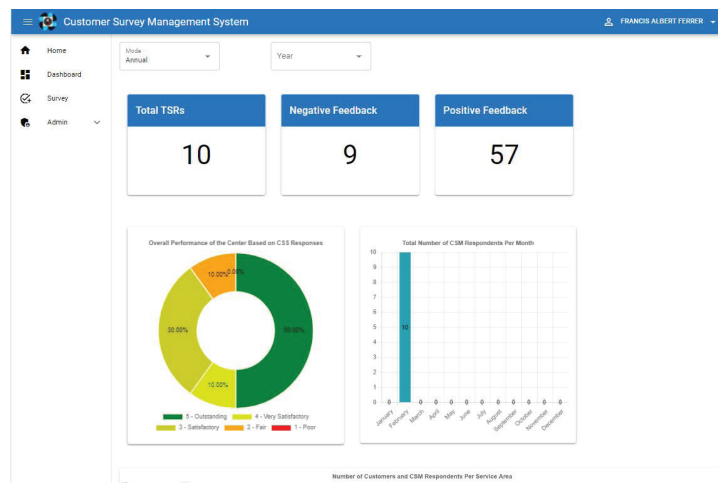 Customer Survey Management System
FRANCIS ALBERT FERRER
Home
Dashboard
Survey
Admin
Mode
Annual
Year
Total TSRs
10
Negative Feedback
9
Positive Feedback
57
Overall Performance of the Center Based on CSS Responses
10.00%
0.00%
30.00%
50.00%
10.00%
5 - Outstanding
4 - Very Satisfactory
3 - Satisfactory
2 - Fair
1 - Poor
Total Number of CSM Respondents Per Month
10
9
8
7
6
5
4
3
2
1
0
10
0
0
0
0
0
0
0
0
0
0
0
January
February
March
April
May
June
July
August
September
October
November
December
Number of Customers and CSM Respondents Per Service Area